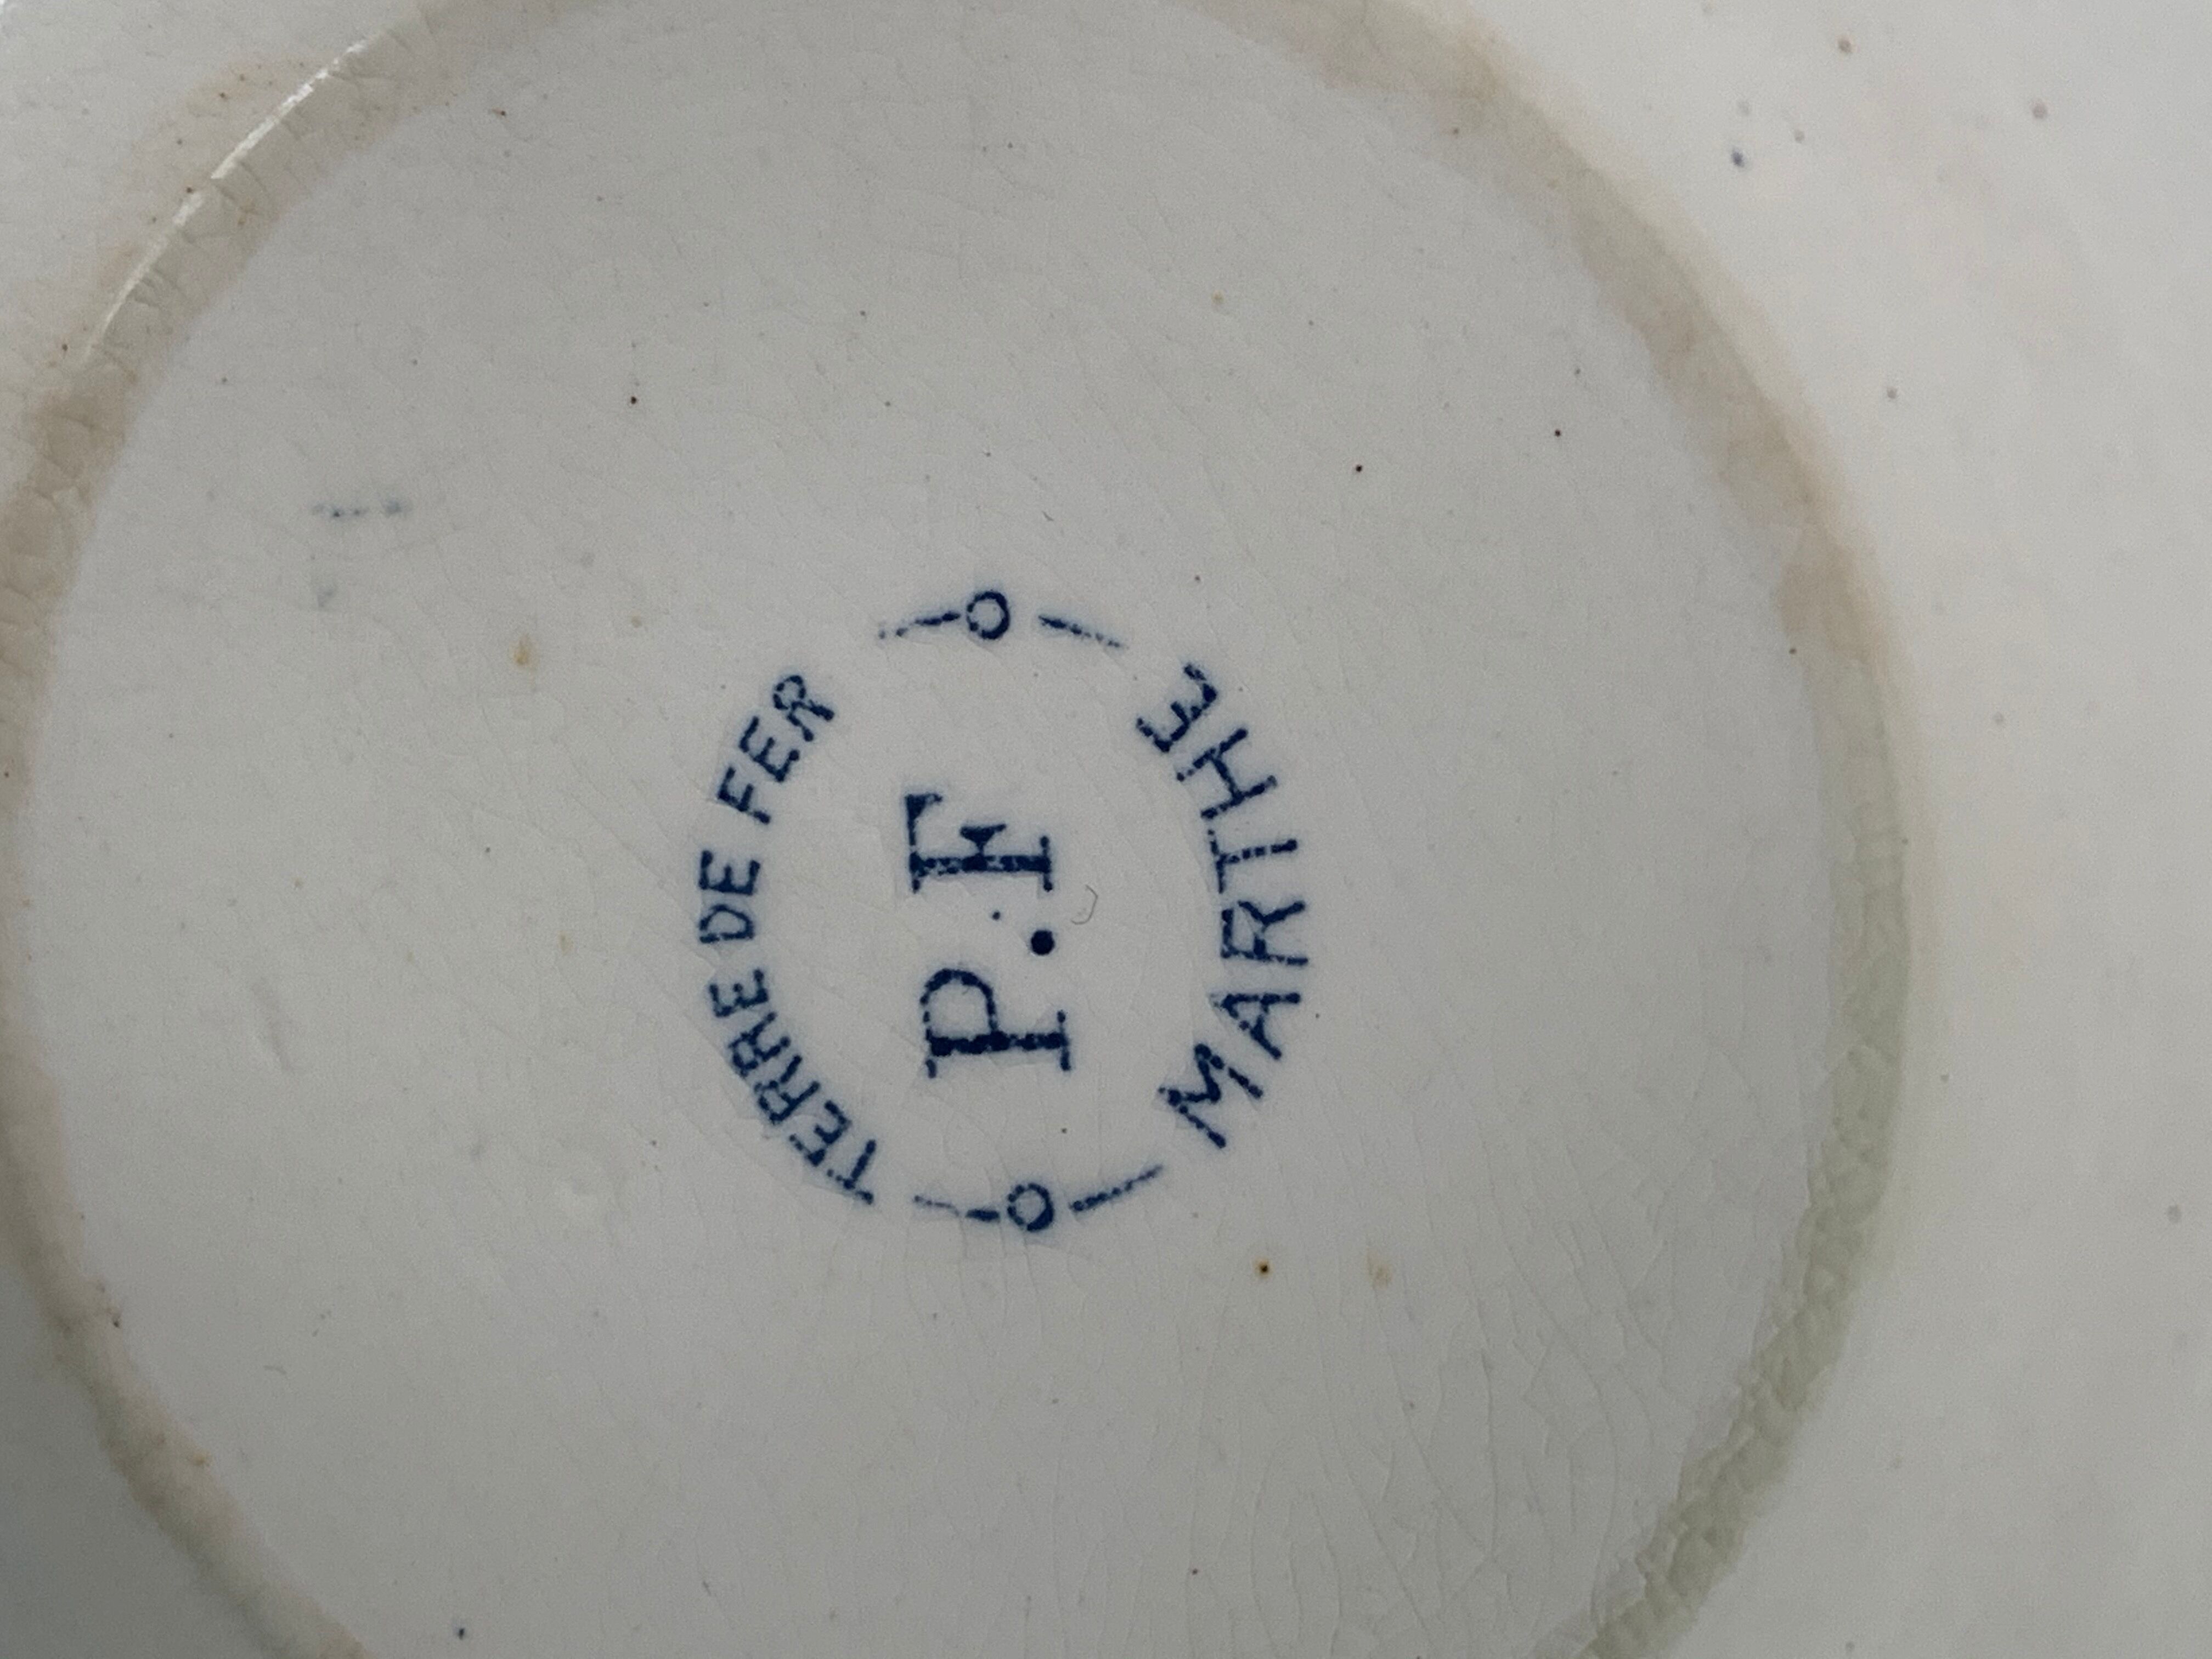 TERRE DE FER
P.F
MARTHE